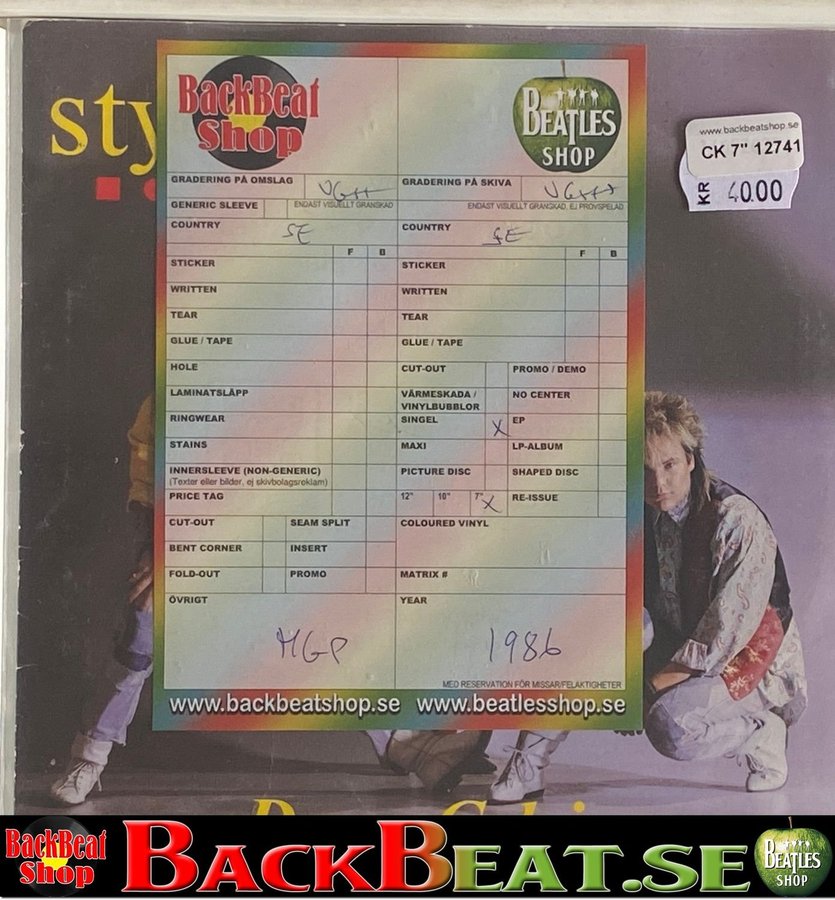 sty
BackBeat
Shop
BEATLES
SHOP
www.backbeatshop.se
CK 7" 12741
KR 40.00
GRADERING PÅ OMSLAG VG++
GRADERING PÅ SKIVA VG++
GENERIC SLEEVE
ENDAST VISUELLT GRANSKAD
ENDAST VISUELLT GRANSKAD, EJ PROVSPELAD
COUNTRY SE
COUNTRY SE
F B
F B
STICKER
STICKER
WRITTEN
WRITTEN
TEAR
TEAR
GLUE / TAPE
GLUE / TAPE
HOLE
CUT-OUT
PROMO / DEMO
LAMINATSLÄPP
VÄRMESKADA /
VINYLBUBBLOR
NO CENTER
RINGWEAR
SINGEL X
EP
STAINS
MAXI
LP-ALBUM
INNERSLEEVE (NON-GENERIC)
(Texter eller bilder, ej skivbolagsreklam)
PICTURE DISC
SHAPED DISC
PRICE TAG
12" 10" 7" X
RE-ISSUE
CUT-OUT
SEAM SPLIT
COLOURED VINYL
BENT CORNER
INSERT
FOLD-OUT
PROMO
MATRIX #
ÖVRIGT
YEAR
MGP
1986
MED RESERVATION FÖR MISSAR/FELAKTIGHETER
www.backbeatshop.se www.beatlesshop.se
BackBeat
Shop
BACKBEAT.SE
BEATLES
SHOP